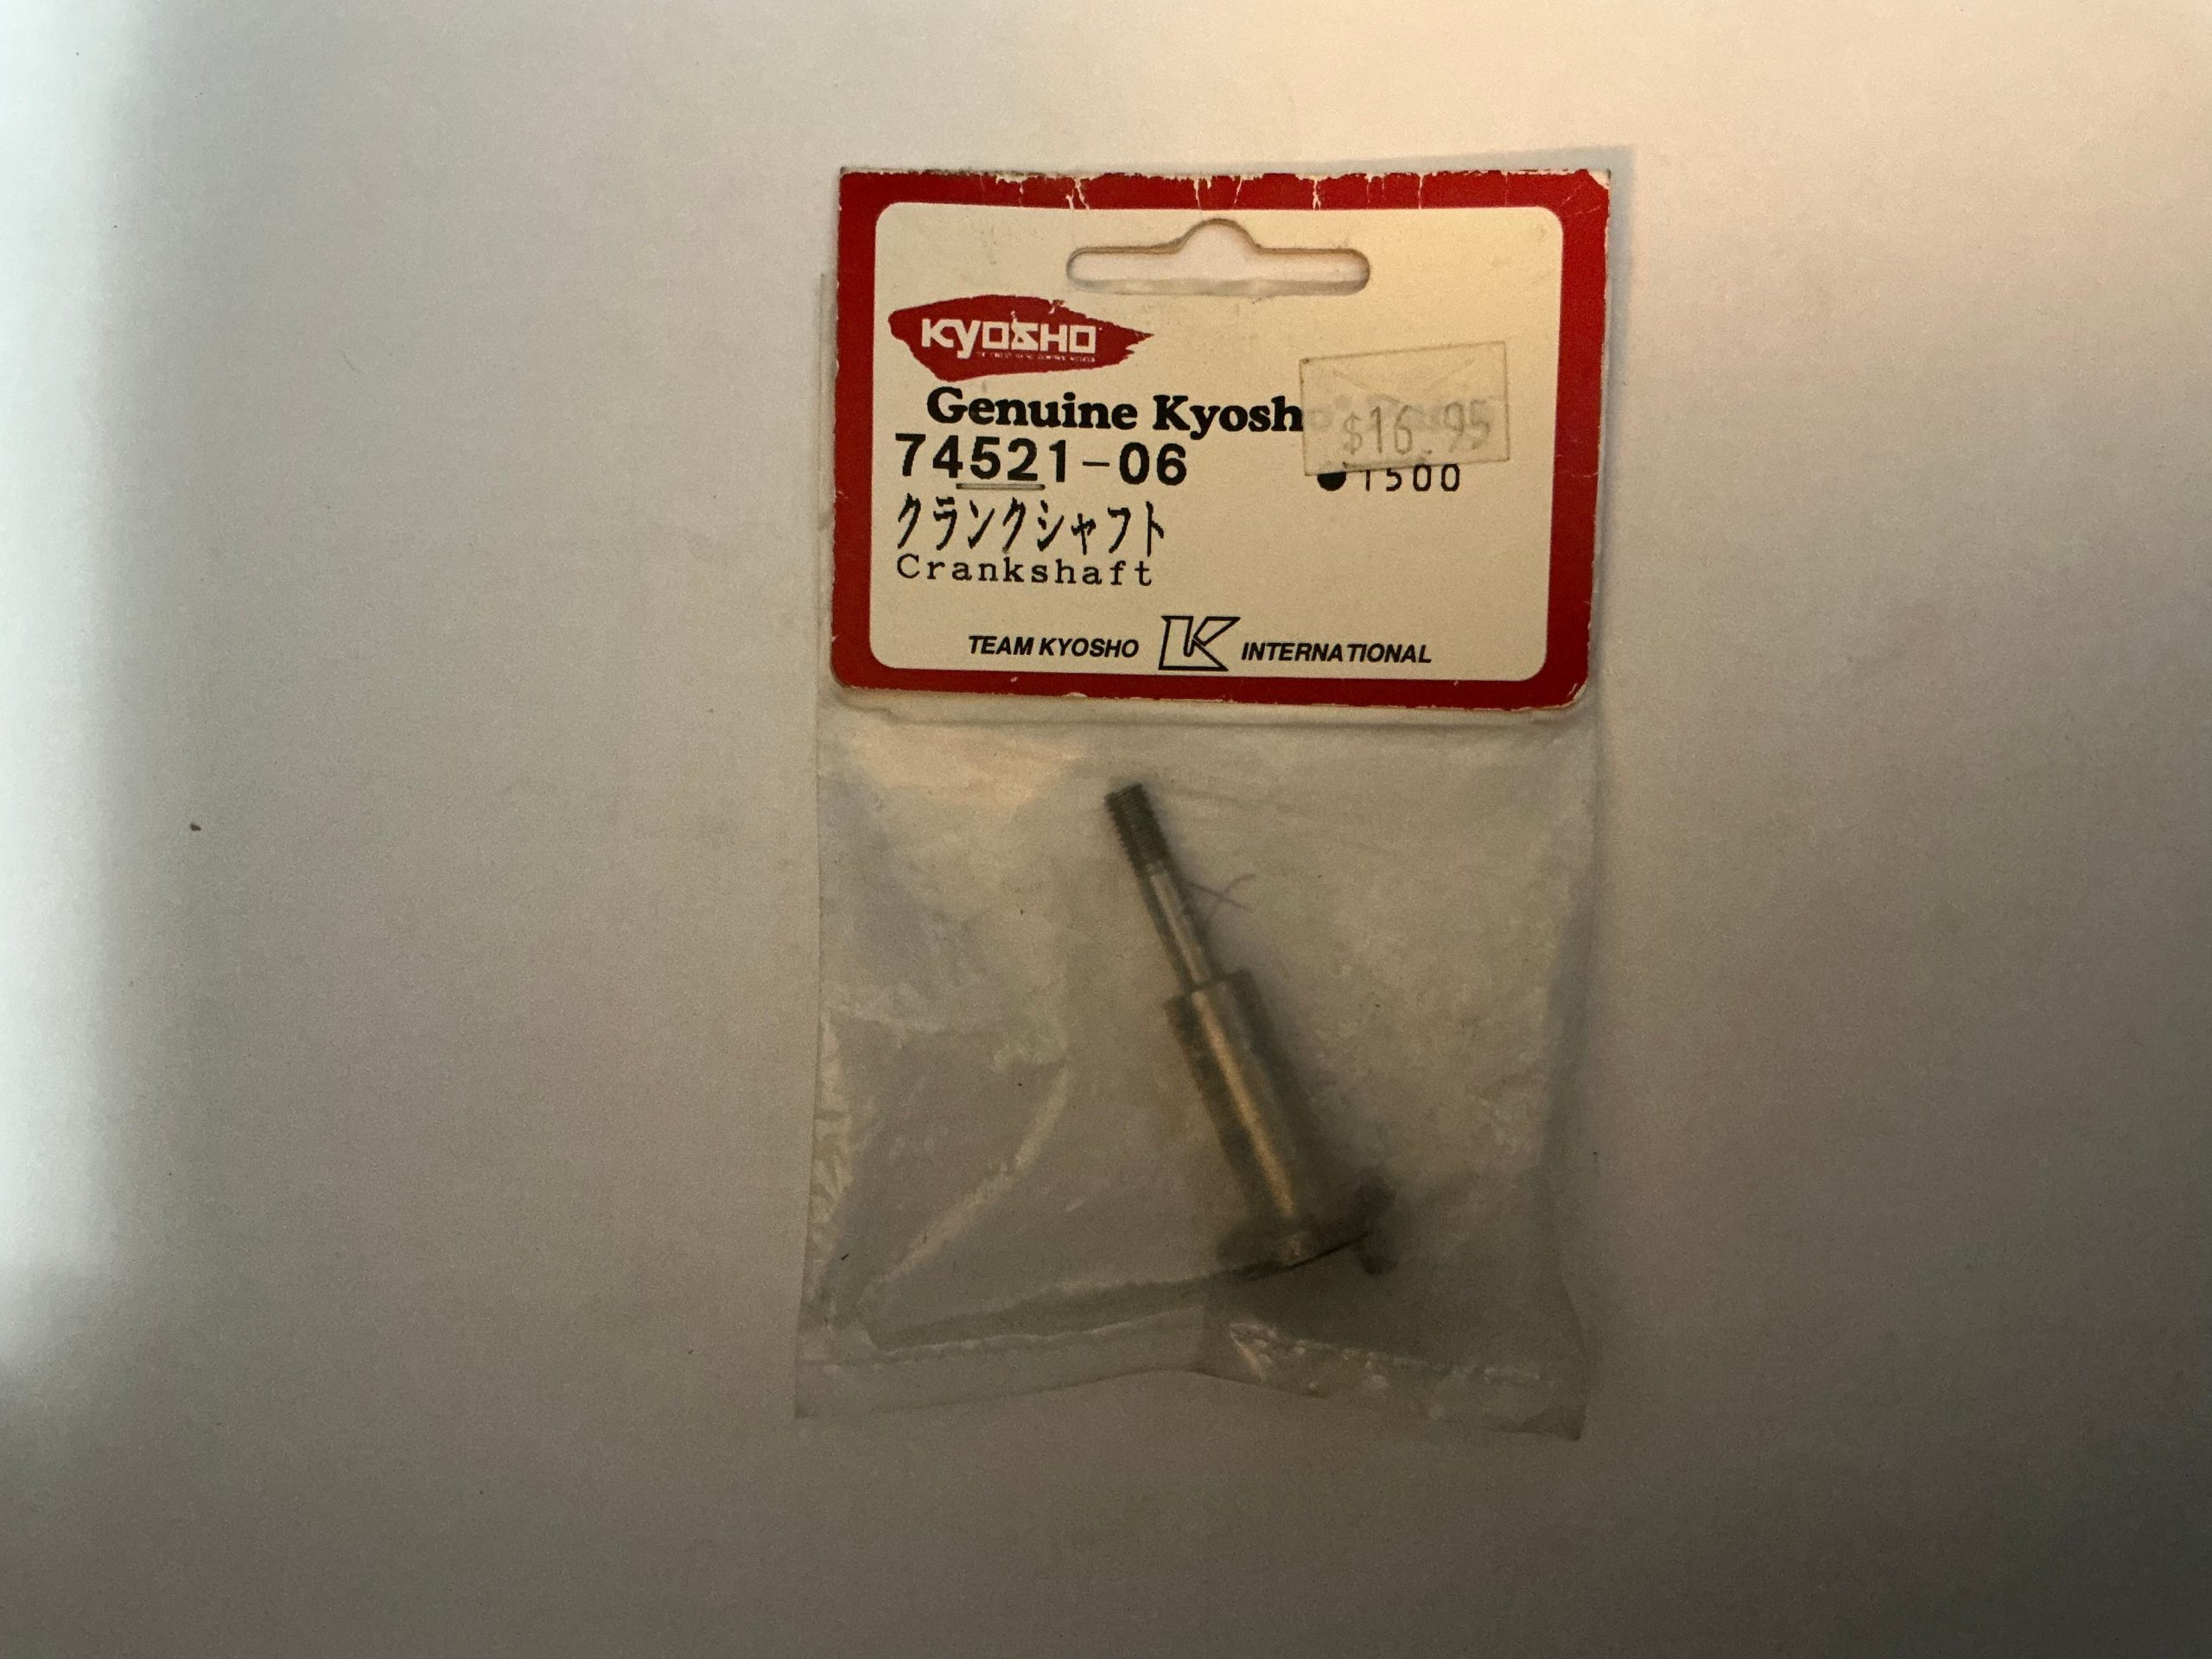 KYOSHO
Genuine Kyosh
$16.95
74521-06
●1500
クランクシャフト
Crankshaft
TEAM KYOSHO K INTERNATIONAL